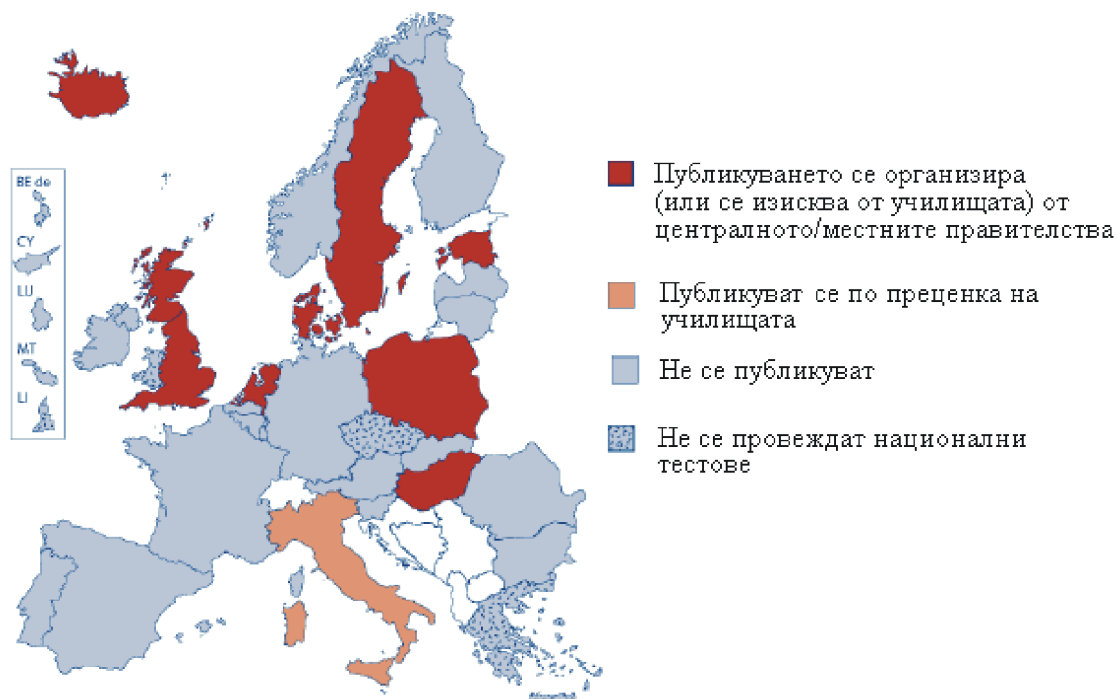 BE de
CY
LU
MT
LI
Публикуването се организира
(или се изисква от училищата) от
централното/местните правителства
Публикуват се по преценка на
училищата
Не се публикуват
Не се провеждат национални
тестове